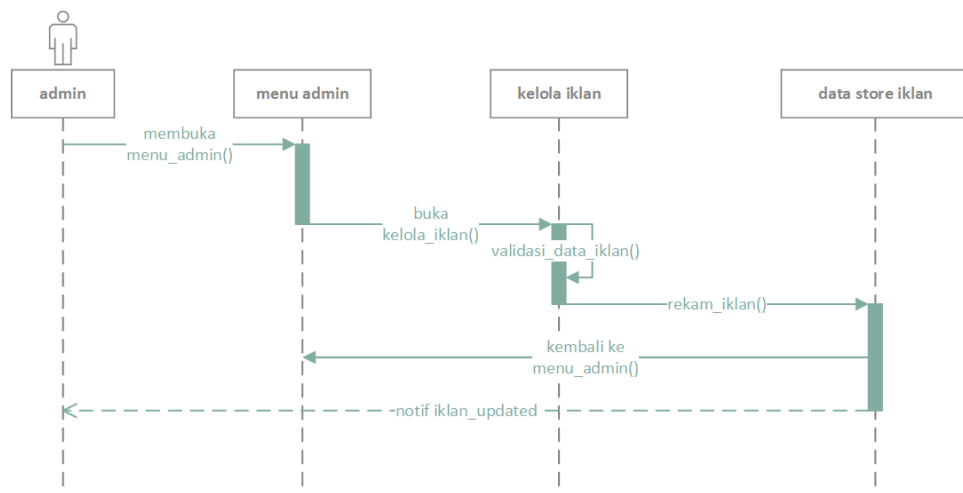 admin
menu admin
kelola iklan
data store iklan
membuka
menu_admin()
buka
kelola_iklan()
validasi_data_iklan()
rekam_iklan()
kembali ke
menu_admin()
notif iklan_updated